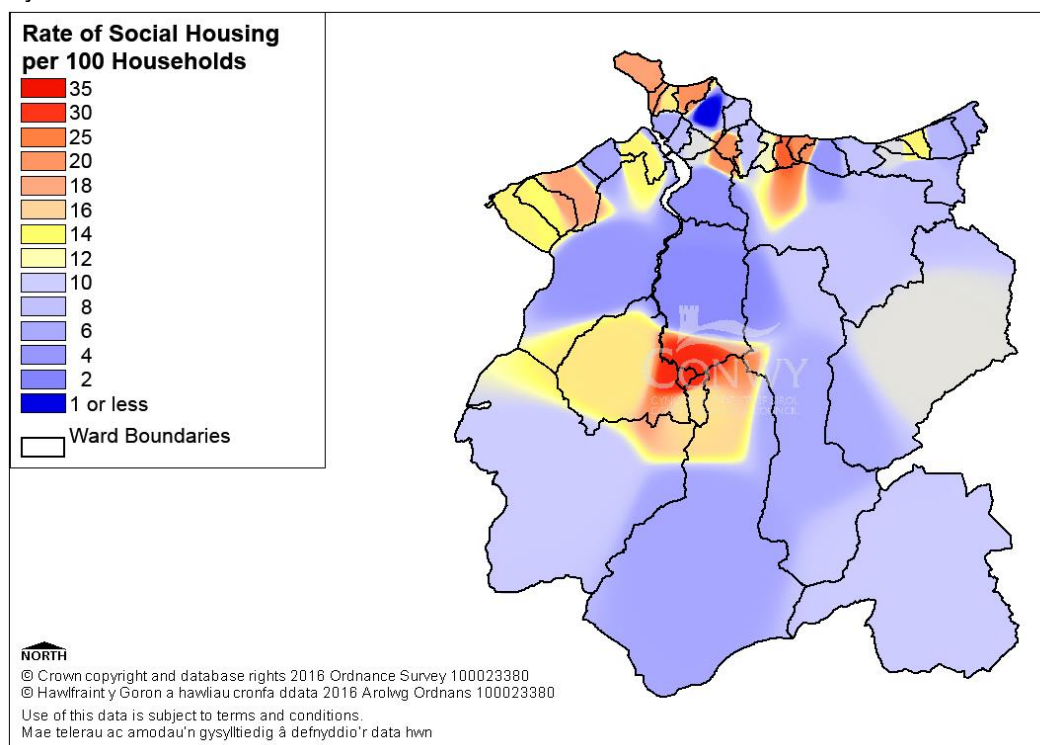 Rate of Social Housing
per 100 Households
35
30
25
20
18
16
14
12
10
8
6
4
2
1 or less
Ward Boundaries
CONWY
COUNCIL
NORTH
© Crown copyright and database rights 2016 Ordnance Survey 100023380
© Hawlfraint y Goron a hawliau cronfa ddata 2016 Arolwg Ordnans 100023380
Use of this data is subject to terms and conditions.
Mae telerau ac amodau'n gysylltiedig â defnyddio'r data hwn